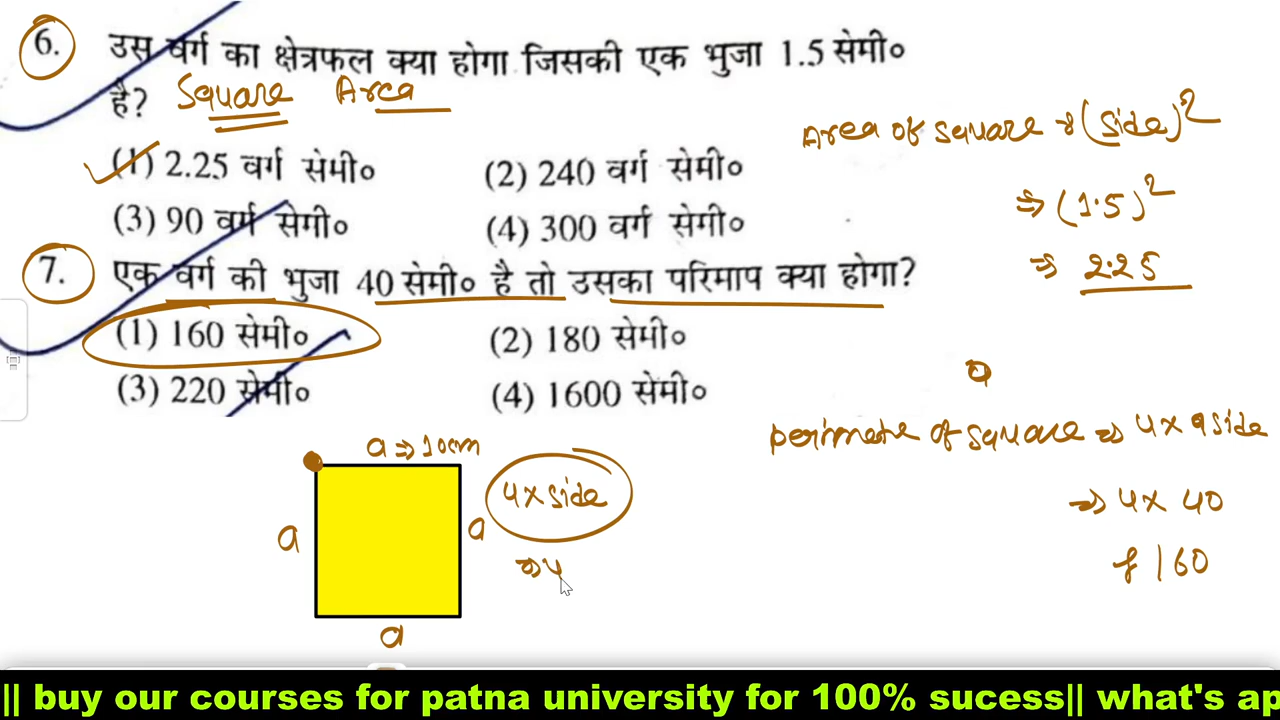 6. उस वर्ग का क्षेत्रफल क्या होगा जिसकी एक भुजा 1.5 सेमी०
है? Square Area
Area of square (side)²
(1) 2.25 वर्ग सेमी० (2) 240 वर्ग सेमी०
⇒ (1.5)²
(3) 90 वर्ग सेमी० (4) 300 वर्ग सेमी०
⇒ 2.25
7. एक वर्ग की भुजा 40 सेमी० है तो उसका परिमाप क्या होगा?
(1) 160 सेमी० (2) 180 सेमी०
(3) 220 सेमी० (4) 1600 सेमी०
of square ⇒ 4x side
a ⇒ 10cm
4x side
⇒ 4x 40
a
a
⇒ 4
160
a
|| buy our courses for patna university for 100% sucess|| what's ap